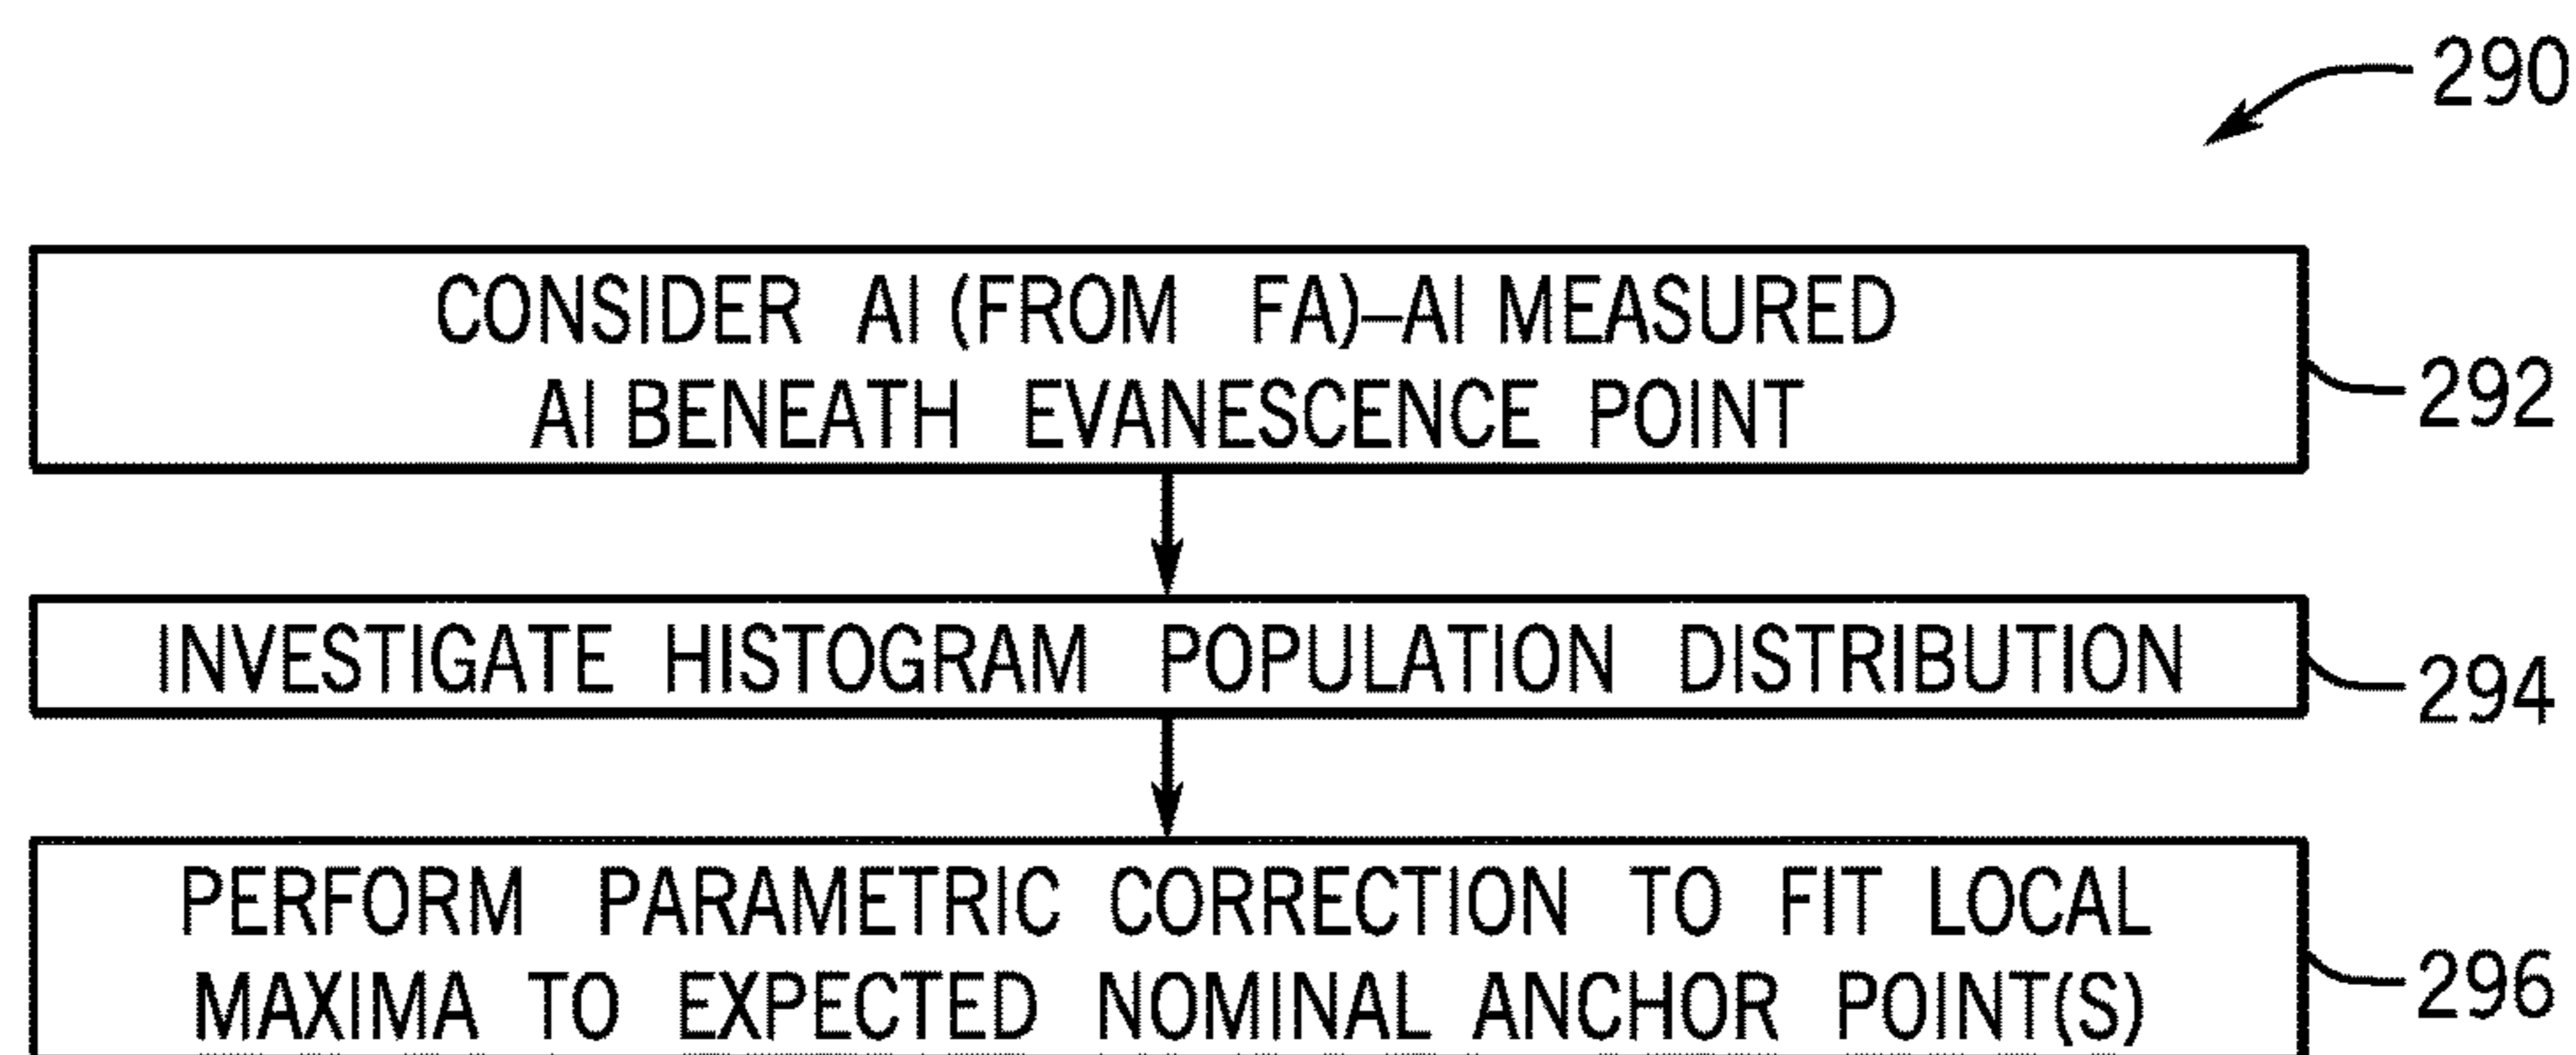 290
CONSIDER AI (FROM FA)–AI MEASURED
AI BENEATH EVANESCENCE POINT
292
INVESTIGATE HISTOGRAM POPULATION DISTRIBUTION
294
PERFORM PARAMETRIC CORRECTION TO FIT LOCAL
MAXIMA TO EXPECTED NOMINAL ANCHOR POINT(S)
296